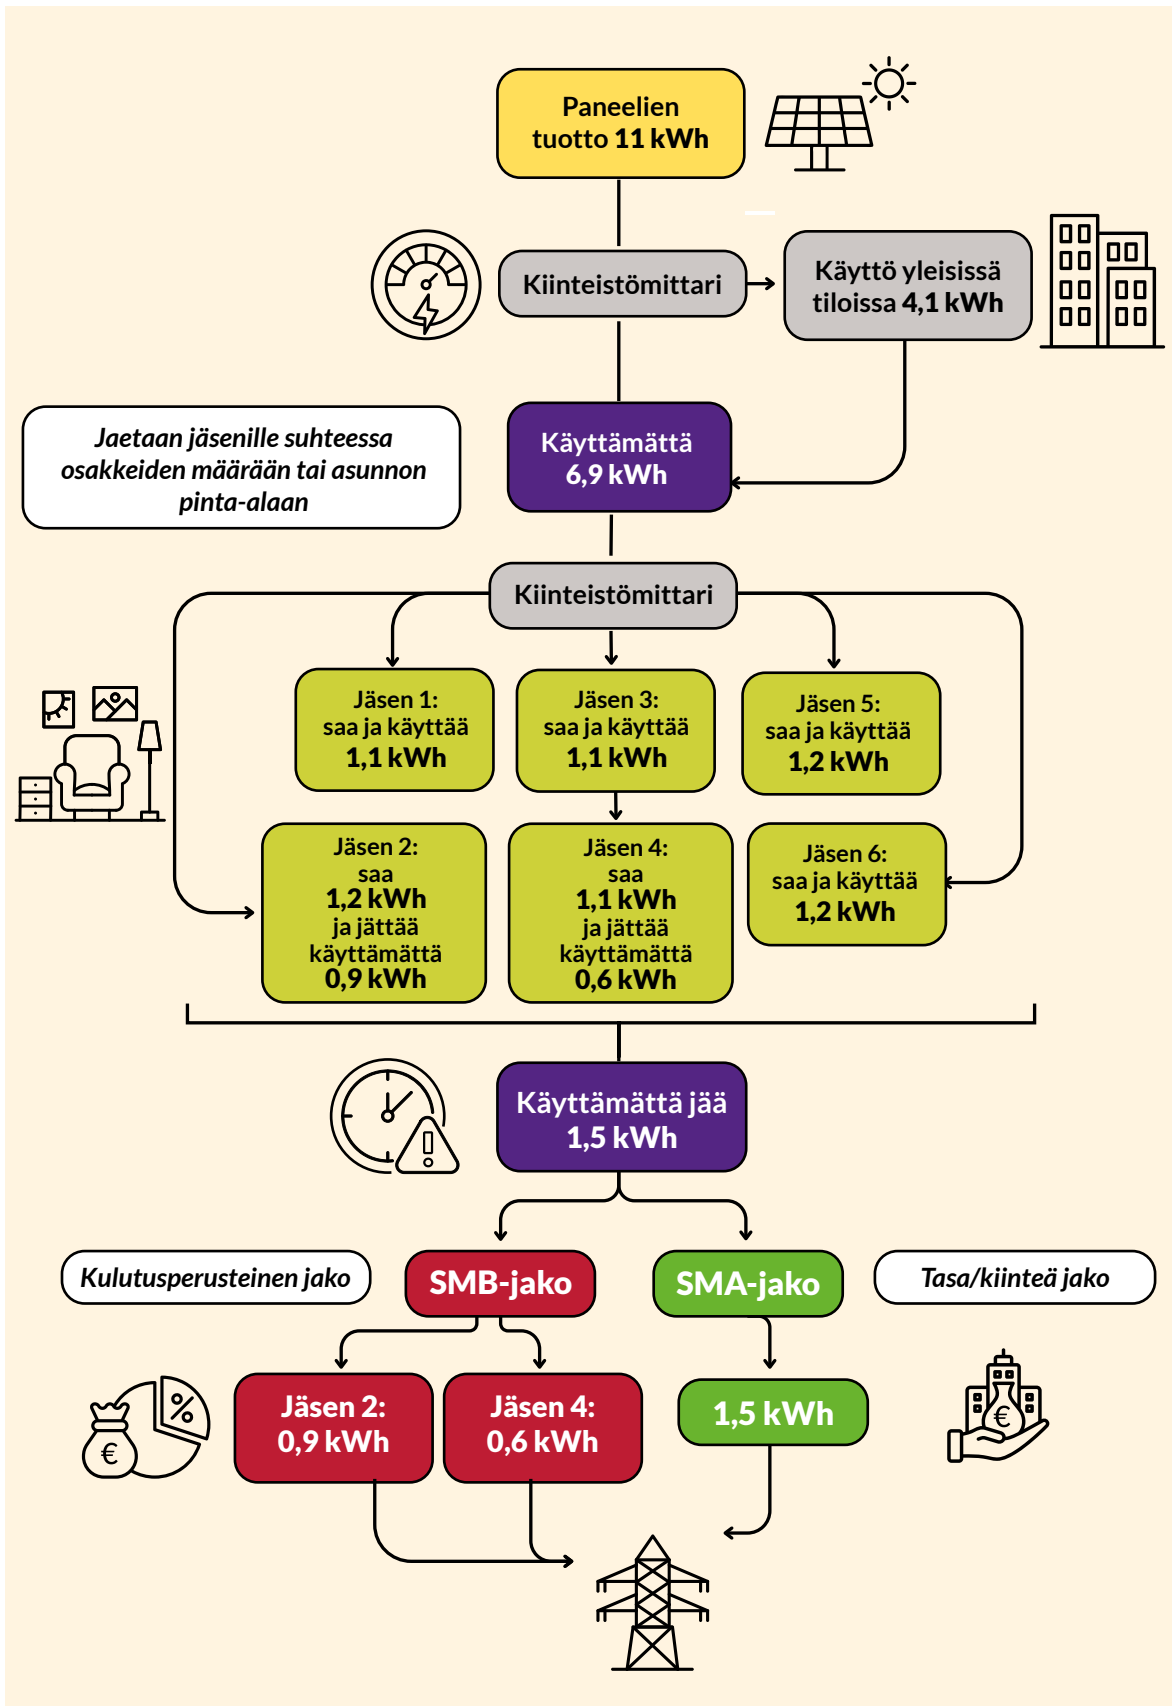 Paneelien
tuotto 11 kWh
Kiinteistömittari
Käyttö yleisissä
tiloissa 4,1 kWh
Jaetaan jäsenille suhteessa
osakkeiden määrään tai asunnon
pinta-alaan
Käyttämättä
6,9 kWh
Kiinteistömittari
Jäsen 1:
saa ja käyttää
1,1 kWh
Jäsen 3:
saa ja käyttää
1,1 kWh
Jäsen 5:
saa ja käyttää
1,2 kWh
Jäsen 2:
saa
1,2 kWh
ja jättää
käyttämättä
0,9 kWh
Jäsen 4:
saa
1,1 kWh
ja jättää
käyttämättä
0,6 kWh
Jäsen 6:
saa ja käyttää
1,2 kWh
Käyttämättä jää
1,5 kWh
Kulutusperusteinen jako
SMB-jako
SMA-jako
Tasa/kiinteä jako
%
€
Jäsen 2:
0,9 kWh
Jäsen 4:
0,6 kWh
1,5 kWh
€